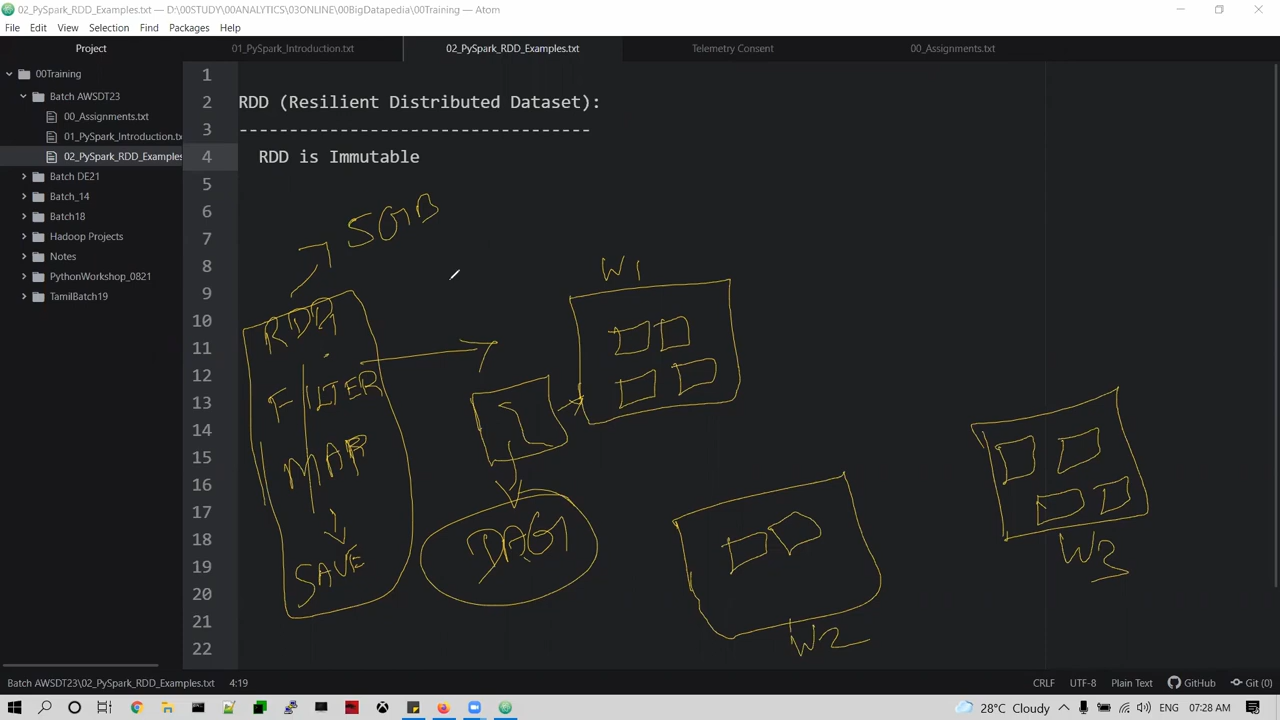 02_PySpark_RDD_Examples.txt — D:\00STUDY\00ANALYTICS\03ONLINE\00BigDatapedia\00Training — Atom
File Edit View Selection Find Packages Help
Project
01_PySpark_Introduction.txt
02_PySpark_RDD_Examples.txt
Telemetry Consent
00_Assignments.txt
00Training
Batch AWSDT23
00_Assignments.txt
01_PySpark_Introduction.tx
02_PySpark_RDD_Examples
Batch DE21
Batch_14
Batch18
Hadoop Projects
Notes
PythonWorkshop_0821
TamilBatch19
1
2 RDD (Resilient Distributed Dataset):
3 -----------------------------------
4 RDD is Immutable
5
6
7
8
9
10
11
12
13
14
15
16
17
18
19
20
21
22
W1
RDD
FILTER
MAP
SAVE
DAG
W2
Batch AWSDT23\02_PySpark_RDD_Examples.txt 4:19
CRLF UTF-8 Plain Text GitHub Git (0)
28°C Cloudy ENG 07:28 AM